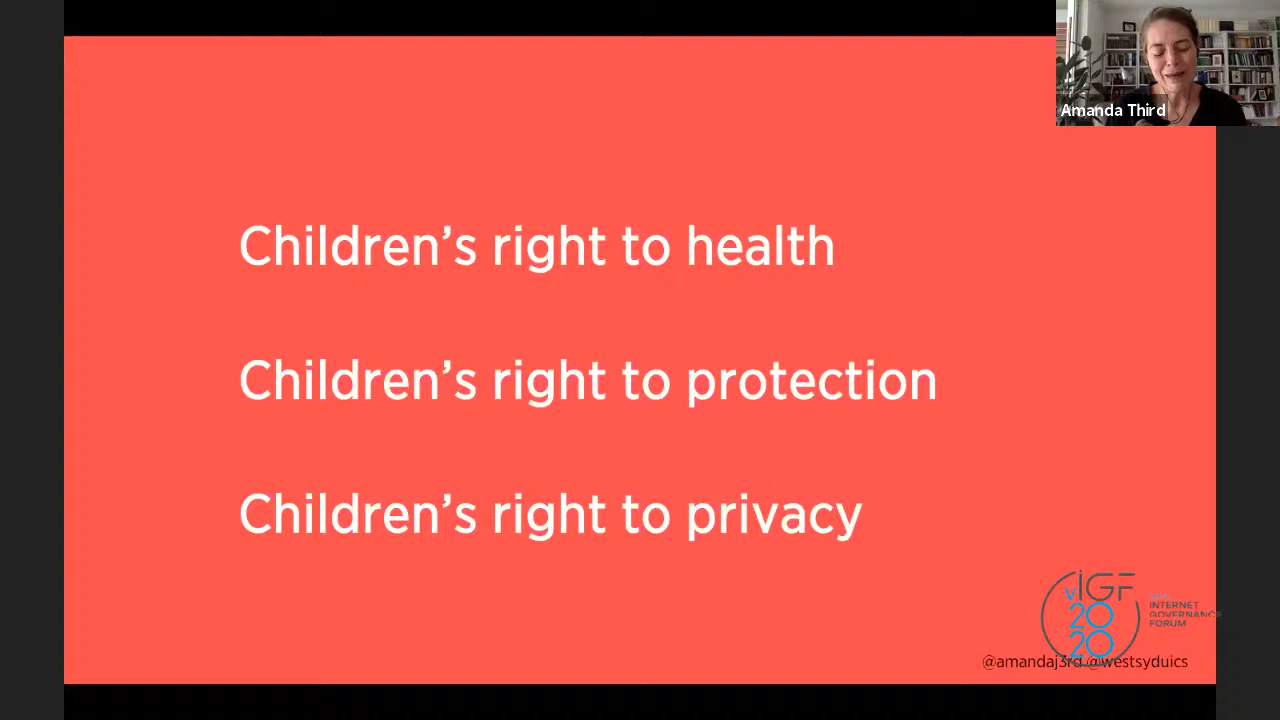 Amanda Third
Children's right to health
Children's right to protection
Children's right to privacy
vIGF
2020
INTERNET
GOVERNANCE
FORUM
@amandaj3rd @westsyduics